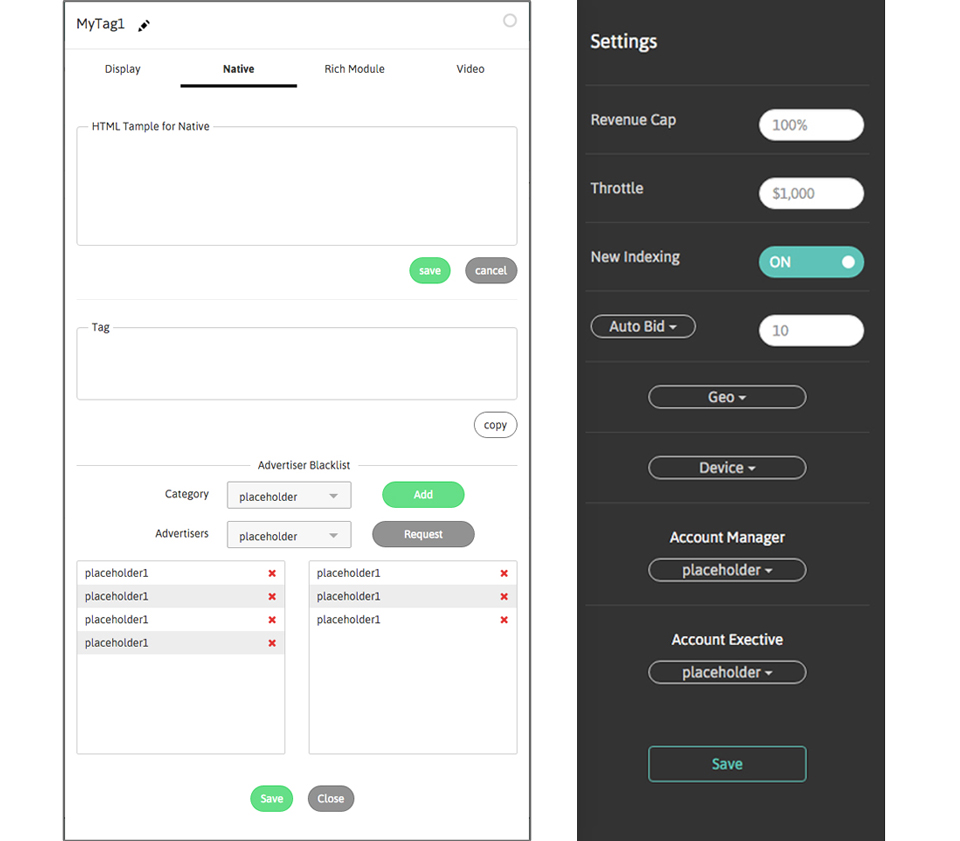 MyTag1
Display Native Rich Module Video
HTML Tample for Native
save cancel
Tag
copy
Advertiser Blacklist
Category placeholder Add
Advertisers placeholder Request
placeholder1
placeholder1
placeholder1
placeholder1
placeholder1
placeholder1
placeholder1
Save Close
Settings
Revenue Cap 100%
Throttle $1,000
New Indexing ON
Auto Bid 10
Geo
Device
Account Manager
placeholder
Account Exective
placeholder
Save